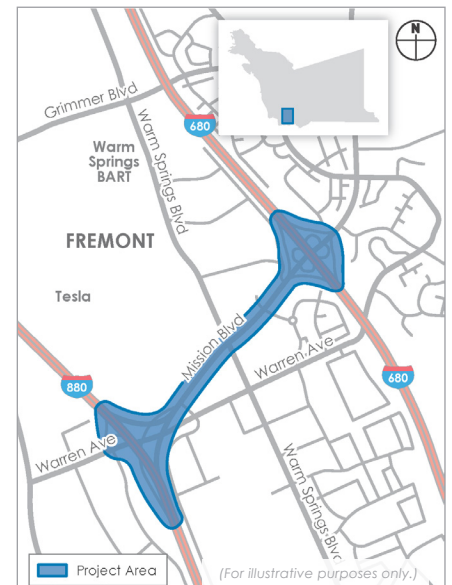 N
Grimmer Blvd
680
Warm Springs Blvd
Warm
Springs
BART
FREMONT
Tesla
Mission Blvd
Warren Ave
880
680
Warren Ave
Warm Springs Blvd
Project Area
(For illustrative purposes only.)